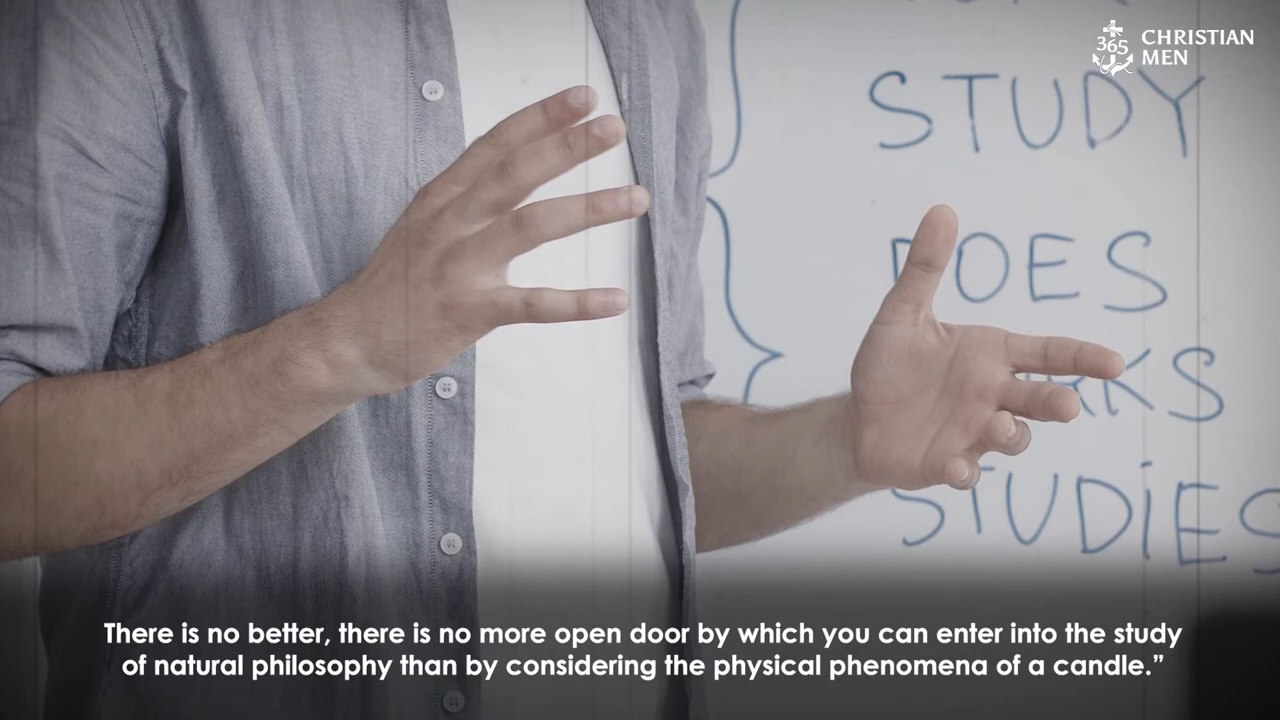 365
CHRISTIAN
MEN
STUDY
DOES
STUDIES
There is no better, there is no more open door by which you can enter into the study
of natural philosophy than by considering the physical phenomena of a candle.”